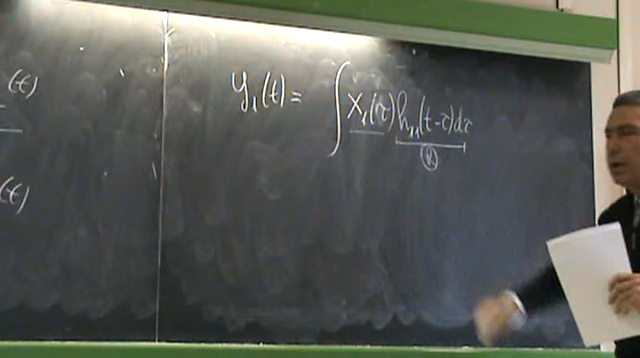 (t)
y₁(t) = ∫ x₁(τ) h₁₁(t-τ)dτ
(t)